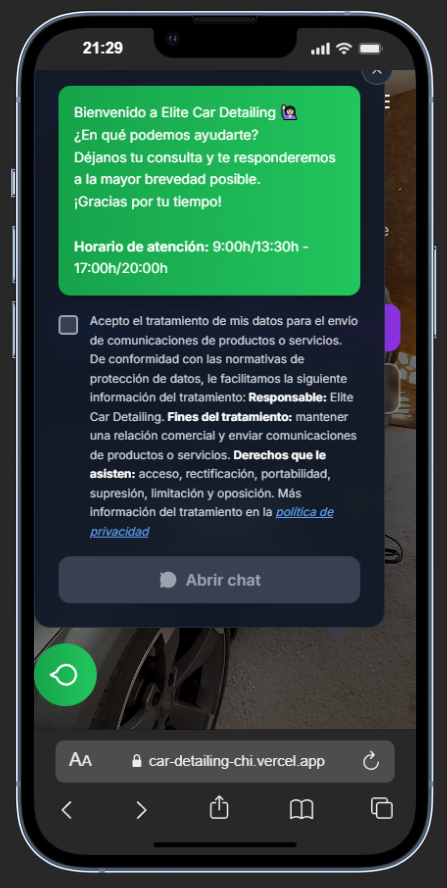 21:29
E
Bienvenido a Elite Car Detailing 🙋🏻‍♀️
¿En qué podemos ayudarte?
Déjanos tu consulta y te responderemos
a la mayor brevedad posible.
¡Gracias por tu tiempo!
Horario de atención: 9:00h/13:30h -
17:00h/20:00h
e
Acepto el tratamiento de mis datos para el envío
de comunicaciones de productos o servicios.
De conformidad con las normativas de
protección de datos, le facilitamos la siguiente
información del tratamiento: Responsable: Elite
Car Detailing. Fines del tratamiento: mantener
una relación comercial y enviar comunicaciones
de productos o servicios. Derechos que le
asisten: acceso, rectificación, portabilidad,
supresión, limitación y oposición. Más
información del tratamiento en la política de
privacidad
Abrir chat
AA car-detailing-chi.vercel.app